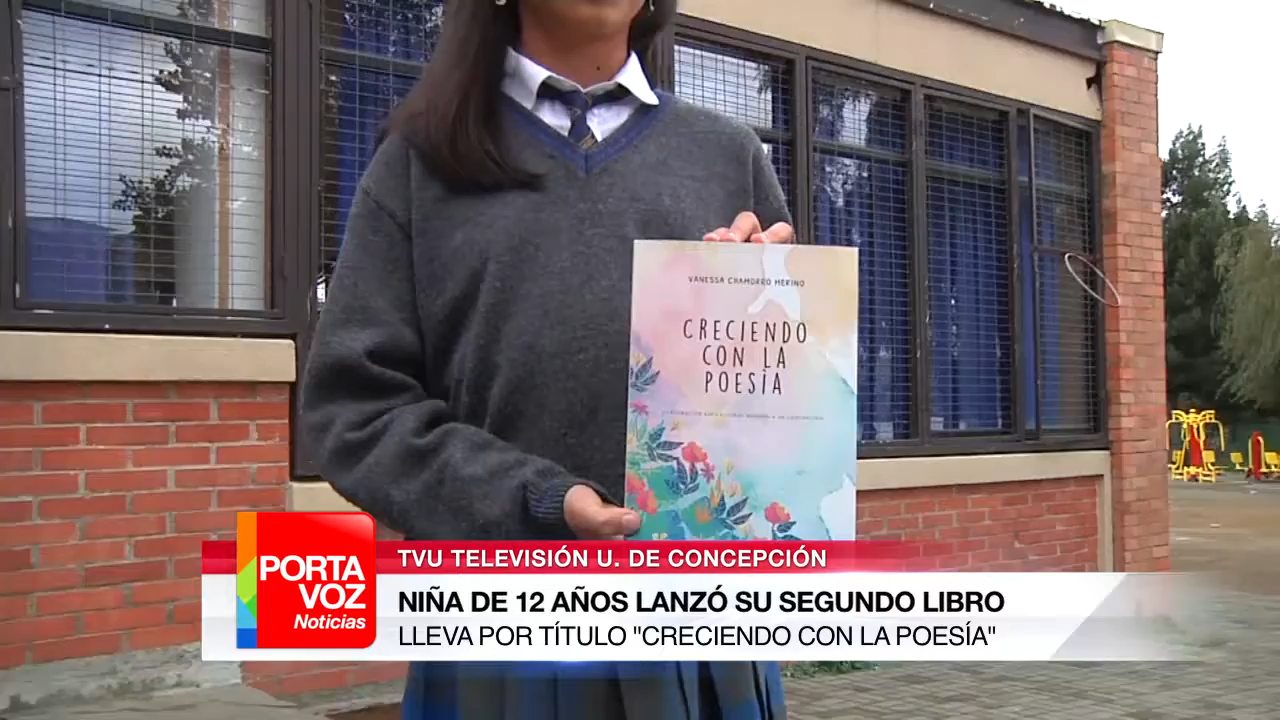 VANESSA CHAMORRO MERINO
CRECIENDO
CON LA
POESÍA
PORTA
VOZ
Noticias
TVU TELEVISIÓN U. DE CONCEPCIÓN
NIÑA DE 12 AÑOS LANZÓ SU SEGUNDO LIBRO
LLEVA POR TÍTULO "CRECIENDO CON LA POESÍA"